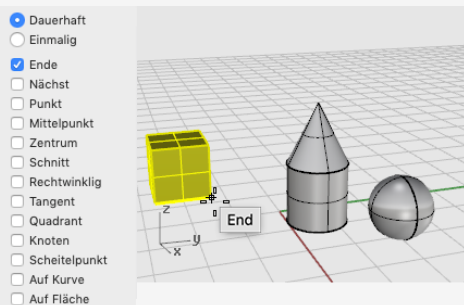 Dauerhaft
Einmalig
Ende
Nächst
Punkt
Mittelpunkt
Zentrum
Schnitt
Rechtwinklig
Tangent
Quadrant
Knoten
Scheitelpunkt
Auf Kurve
Auf Fläche
End
z
y
x